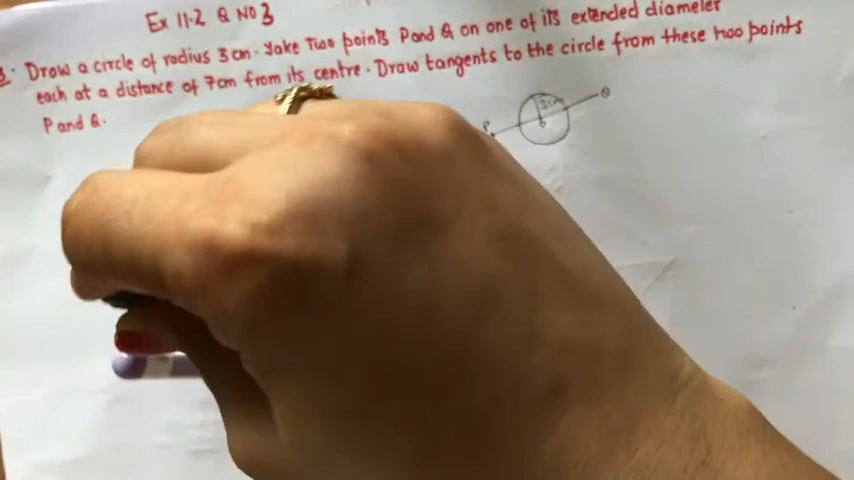 Ex 11.2 Q NO 3
3. Draw a circle of radius 3cm. Take Two points P and Q on one of its extended diameter
each at a distance of 7cm from its centre. Draw tangents to the circle from these two points
P and Q.
P 3cm O Q